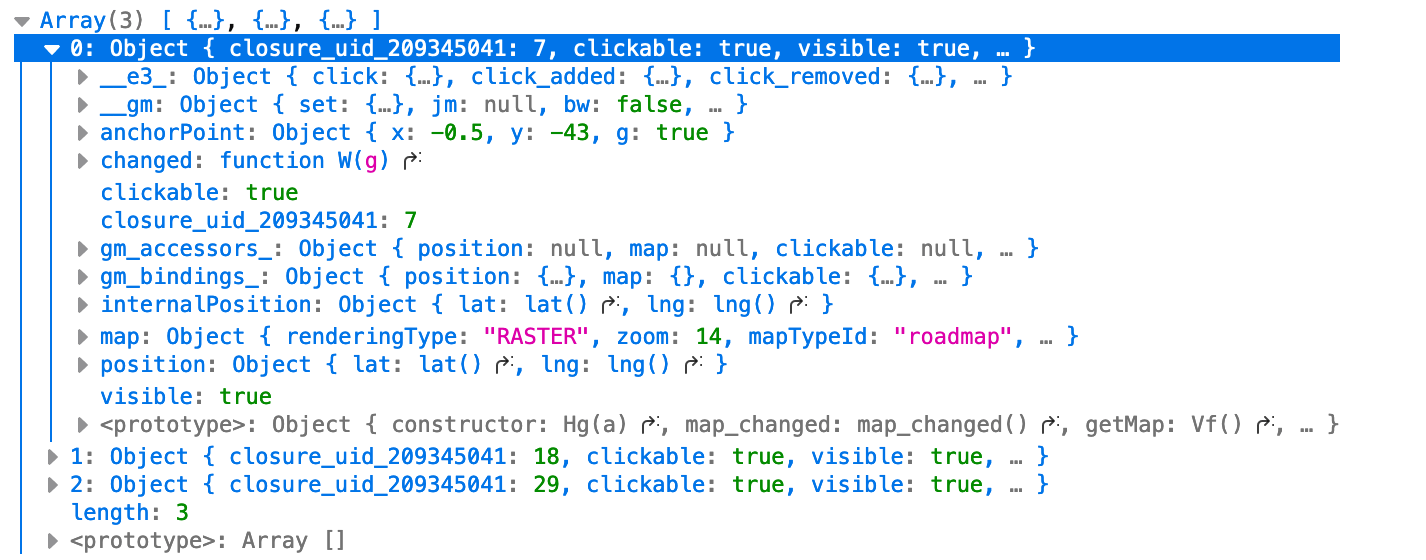 Array(3) [ {…}, {…}, {…} ]
0: Object { closure_uid_209345041: 7, clickable: true, visible: true, … }
__e3_: Object { click: {…}, click_added: {…}, click_removed: {…}, … }
__gm: Object { set: {…}, jm: null, bw: false, … }
anchorPoint: Object { x: -0.5, y: -43, g: true }
changed: function W(g)
clickable: true
closure_uid_209345041: 7
gm_accessors_: Object { position: null, map: null, clickable: null, … }
gm_bindings_: Object { position: {…}, map: {}, clickable: {…}, … }
internalPosition: Object { lat: lat(), lng: lng() }
map: Object { renderingType: "RASTER", zoom: 14, mapTypeId: "roadmap", … }
position: Object { lat: lat(), lng: lng() }
visible: true
<prototype>: Object { constructor: Hg(a), map_changed: map_changed(), getMap: Vf(), … }
1: Object { closure_uid_209345041: 18, clickable: true, visible: true, … }
2: Object { closure_uid_209345041: 29, clickable: true, visible: true, … }
length: 3
<prototype>: Array []